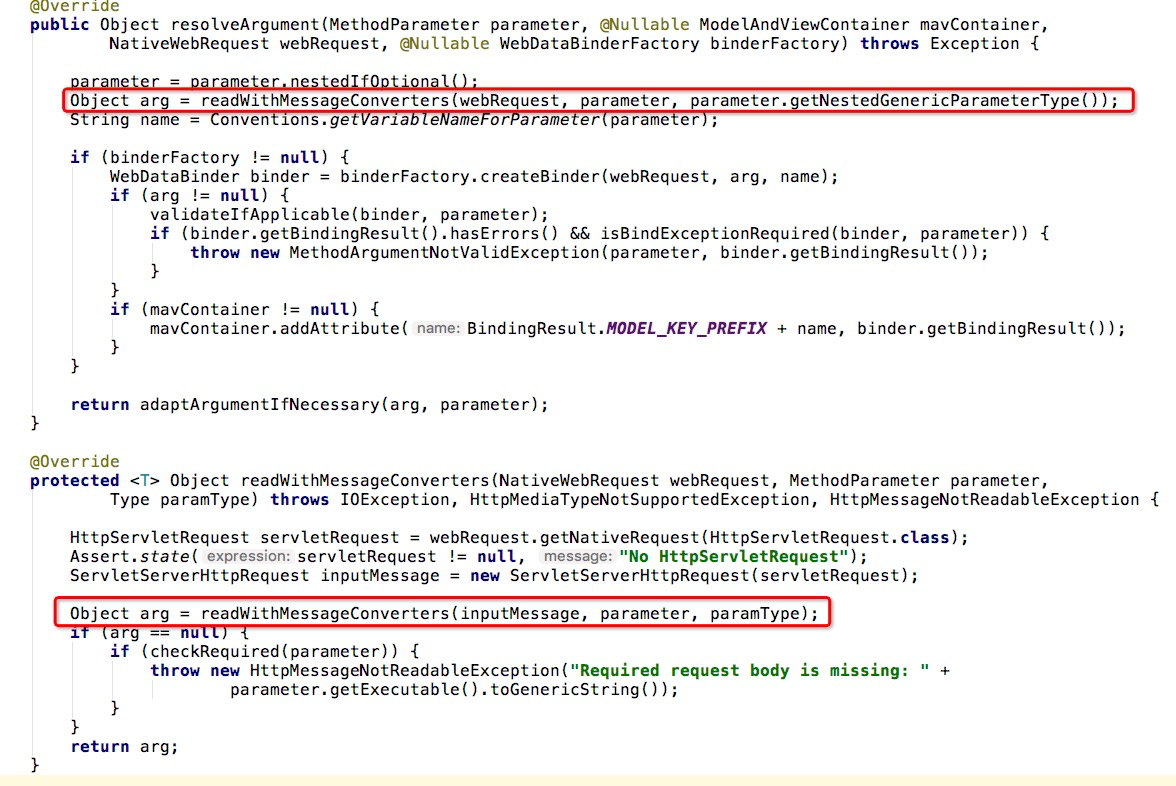 @Override
public Object resolveArgument(MethodParameter parameter, @Nullable ModelAndViewContainer mavContainer,
        NativeWebRequest webRequest, @Nullable WebDataBinderFactory binderFactory) throws Exception {
    parameter = parameter.nestedIfOptional();
    Object arg = readWithMessageConverters(webRequest, parameter, parameter.getNestedGenericParameterType());
    String name = Conventions.getVariableNameForParameter(parameter);
    if (binderFactory != null) {
        WebDataBinder binder = binderFactory.createBinder(webRequest, arg, name);
        if (arg != null) {
            validateIfApplicable(binder, parameter);
            if (binder.getBindingResult().hasErrors() && isBindExceptionRequired(binder, parameter)) {
                throw new MethodArgumentNotValidException(parameter, binder.getBindingResult());
            }
        }
        if (mavContainer != null) {
            mavContainer.addAttribute( name: BindingResult.MODEL_KEY_PREFIX + name, binder.getBindingResult());
        }
    }
    return adaptArgumentIfNecessary(arg, parameter);
}
@Override
protected <T> Object readWithMessageConverters(NativeWebRequest webRequest, MethodParameter parameter,
        Type paramType) throws IOException, HttpMediaTypeNotSupportedException, HttpMessageNotReadableException {
    HttpServletRequest servletRequest = webRequest.getNativeRequest(HttpServletRequest.class);
    Assert.state( expression: servletRequest != null, message: "No HttpServletRequest");
    ServletServerHttpRequest inputMessage = new ServletServerHttpRequest(servletRequest);
    Object arg = readWithMessageConverters(inputMessage, parameter, paramType);
    if (arg == null) {
        if (checkRequired(parameter)) {
            throw new HttpMessageNotReadableException("Required request body is missing: " +
                    parameter.getExecutable().toGenericString());
        }
    }
    return arg;
}